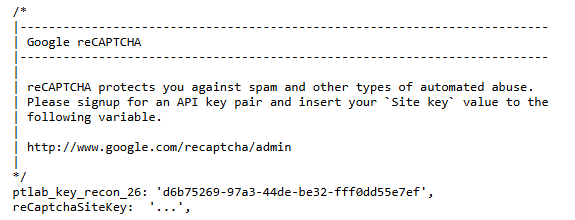 /*
|----------------------------------------------------------------------
| Google reCAPTCHA
|----------------------------------------------------------------------
|
| reCAPTCHA protects you against spam and other types of automated abuse.
| Please signup for an API key pair and insert your `Site key` value to the
| following variable.
|
| http://www.google.com/recaptcha/admin
|
*/
ptlab_key_recon_26: 'd6b75269-97a3-44de-be32-fff0dd55e7ef',
reCaptchaSiteKey:  '...',